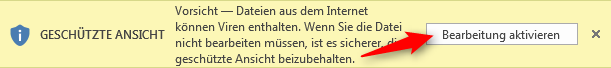 GESCHÜTZTE ANSICHT
Vorsicht — Dateien aus dem Internet
können Viren enthalten. Wenn Sie die Datei
nicht bearbeiten müssen, ist es sicherer,
geschützte Ansicht beizubehalten.
Bearbeitung aktivieren